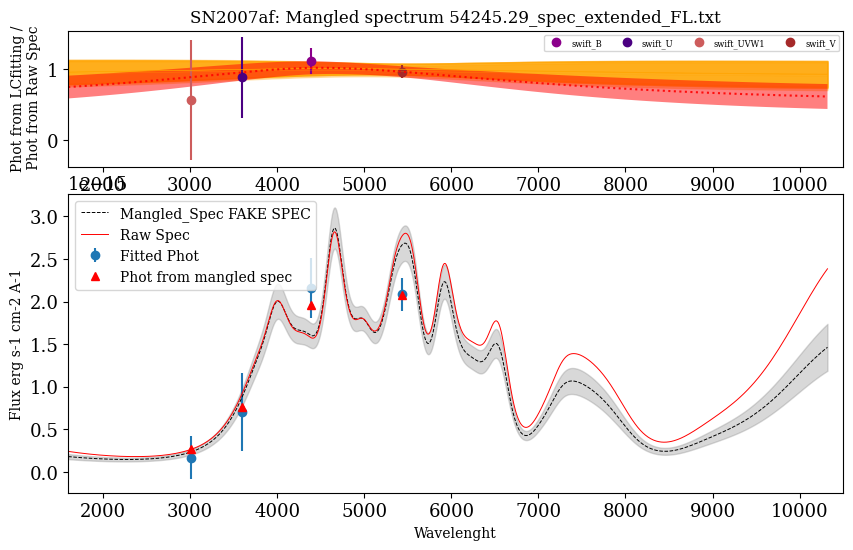 SN2007af: Mangled spectrum 54245.29_spec_extended_FL.txt
Phot from LCfitting /
Phot from Raw Spec
swift_B swift_U swift_UVW1 swift_V
1
0
2000 3000 4000 5000 6000 7000 8000 9000 10000
1e−15
Mangled_Spec FAKE SPEC
Raw Spec
Fitted Phot
Phot from mangled spec
Flux erg s-1 cm-2 A-1
3.0
2.5
2.0
1.5
1.0
0.5
0.0
2000 3000 4000 5000 6000 7000 8000 9000 10000
Wavelenght